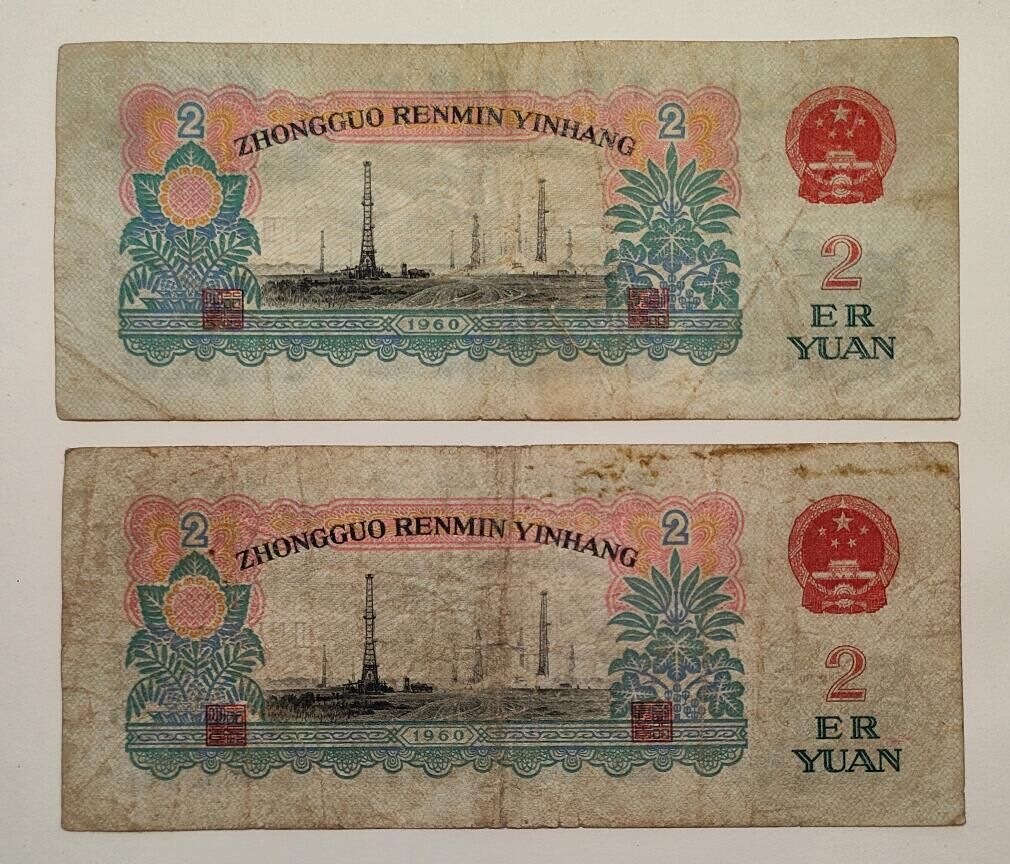 2 2
ZHONGGUO RENMIN YINHANG
2
1960
ER
YUAN
2 2
ZHONGGUO RENMIN YINHANG
2
1960
ER
YUAN